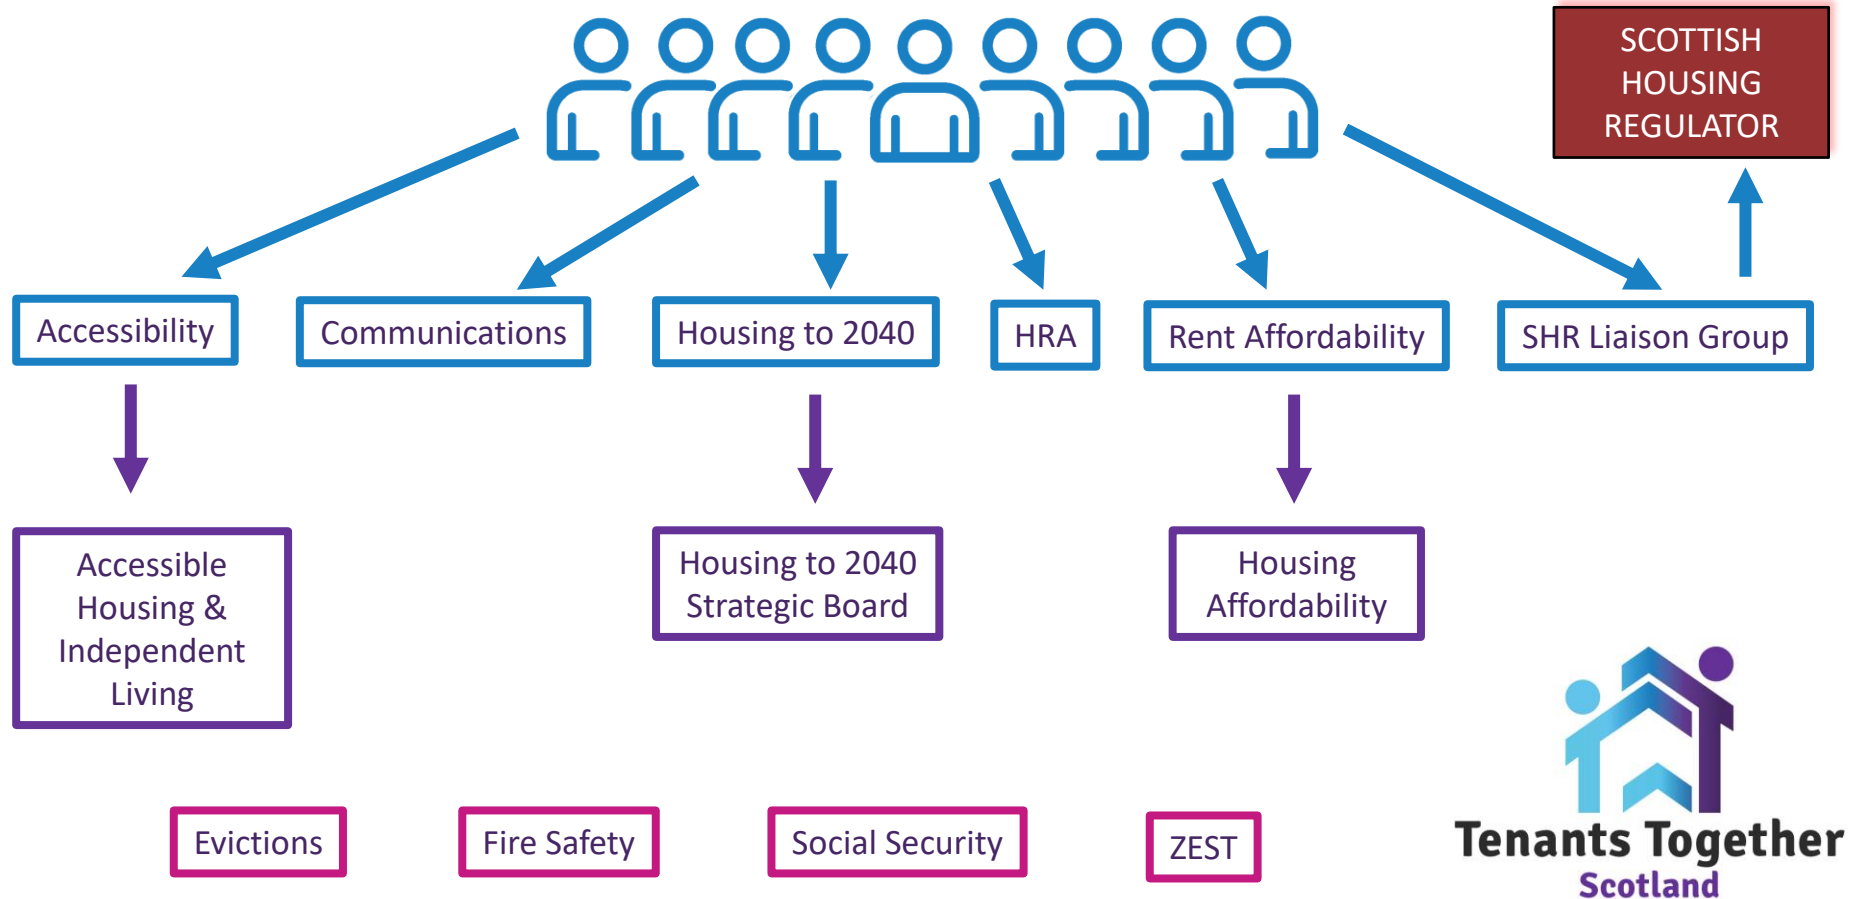 SCOTTISH
HOUSING
REGULATOR
Accessibility
Communications
Housing to 2040
HRA
Rent Affordability
SHR Liaison Group
Accessible
Housing &
Independent
Living
Housing to 2040
Strategic Board
Housing
Affordability
Evictions
Fire Safety
Social Security
ZEST
Tenants Together
Scotland